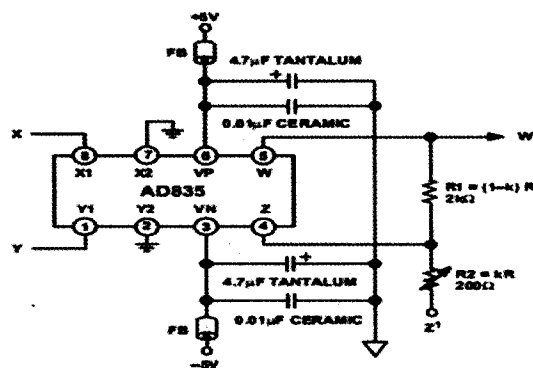 +5V
FB
4.7µF TANTALUM
+
0.01µF CERAMIC
X
W
8 7 6 5
X1 X2 VP W
AD835
Y1 Y2 VN Z
1 2 3 4
Y
R1 = (1–k) R
2kΩ
R2 = kR
200Ω
Z'
+
4.7µF TANTALUM
0.01µF CERAMIC
FB
–5V